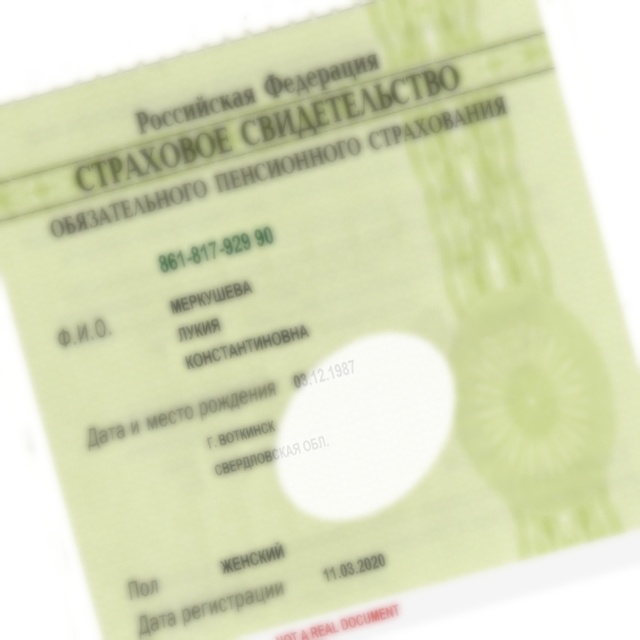 Российская Федерация
СТРАХОВОЕ СВИДЕТЕЛЬСТВО
ОБЯЗАТЕЛЬНОГО ПЕНСИОННОГО СТРАХОВАНИЯ
861-817-929 90
Ф.И.О.
МЕРКУШЕВА
ЛУКИЯ
КОНСТАНТИНОВНА
Дата и место рождения 03.12.1987
Г. ВОТКИНСК
СВЕРДЛОВСКАЯ ОБЛ.
Пол ЖЕНСКИЙ
Дата регистрации 11.03.2020
NOT A REAL DOCUMENT